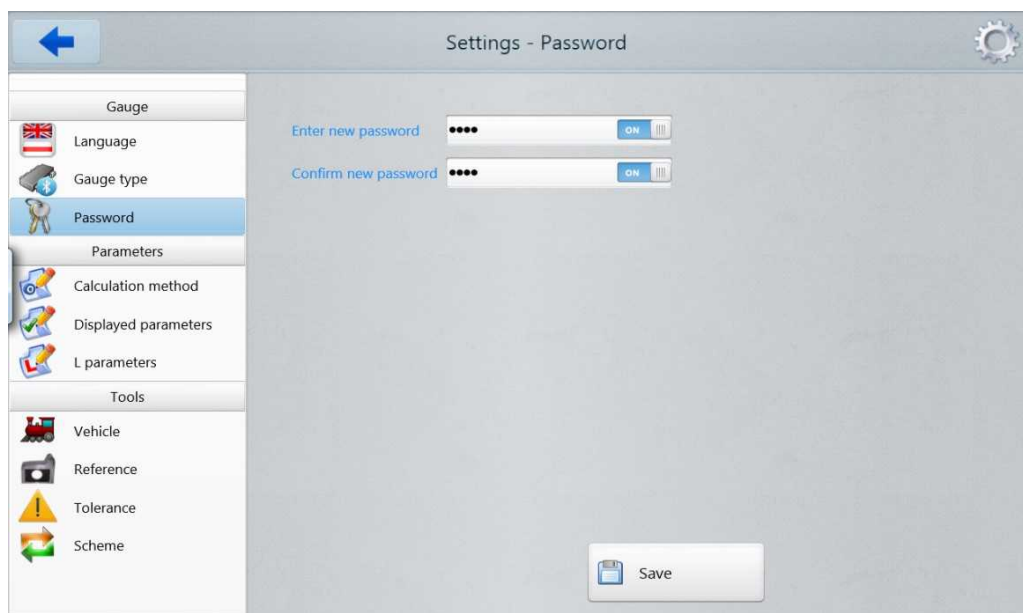 Settings - Password
Gauge
Language
Gauge type
Password
Parameters
Calculation method
Displayed parameters
L parameters
Tools
Vehicle
Reference
Tolerance
Scheme
Enter new password •••• ON
Confirm new password •••• ON
Save